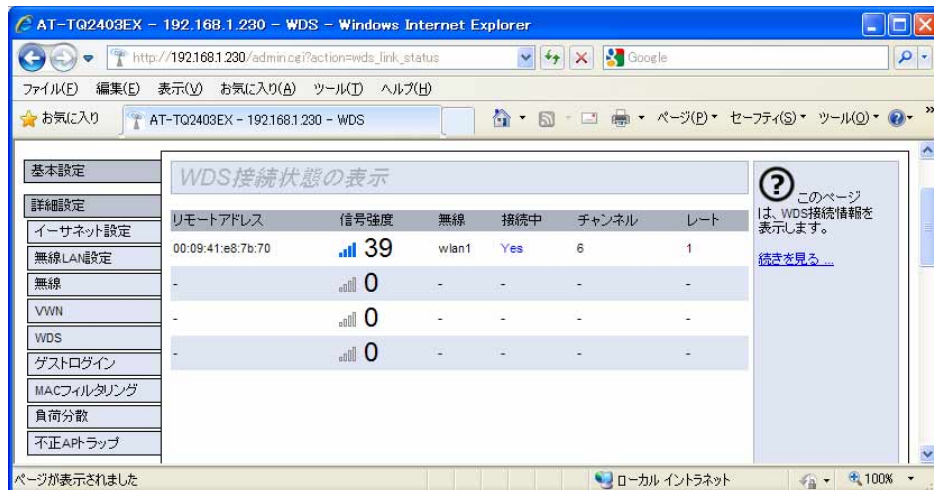 AT-TQ2403EX - 192.168.1.230 - WDS - Windows Internet Explorer
http://192.168.1.230/admin.cgi?action=wds_link_status
Google
ファイル(F) 編集(E) 表示(V) お気に入り(A) ツール(T) ヘルプ(H)
お気に入り
AT-TQ2403EX - 192.168.1.230 - WDS
ページ(P) セーフティ(S) ツール(O)
基本設定
詳細設定
イーサネット設定
無線LAN設定
無線
VWN
WDS
ゲストログイン
MACフィルタリング
負荷分散
不正APトラップ
WDS接続状態の表示
リモートアドレス 信号強度 無線 接続中 チャンネル レート
00:09:41:e8:7b:70 39 wlan1 Yes 6 1
- 0 - - - -
- 0 - - - -
- 0 - - - -
このページ
は、WDS接続情報を
表示します。
続きを見る ...
ページが表示されました
ローカル イントラネット
100%